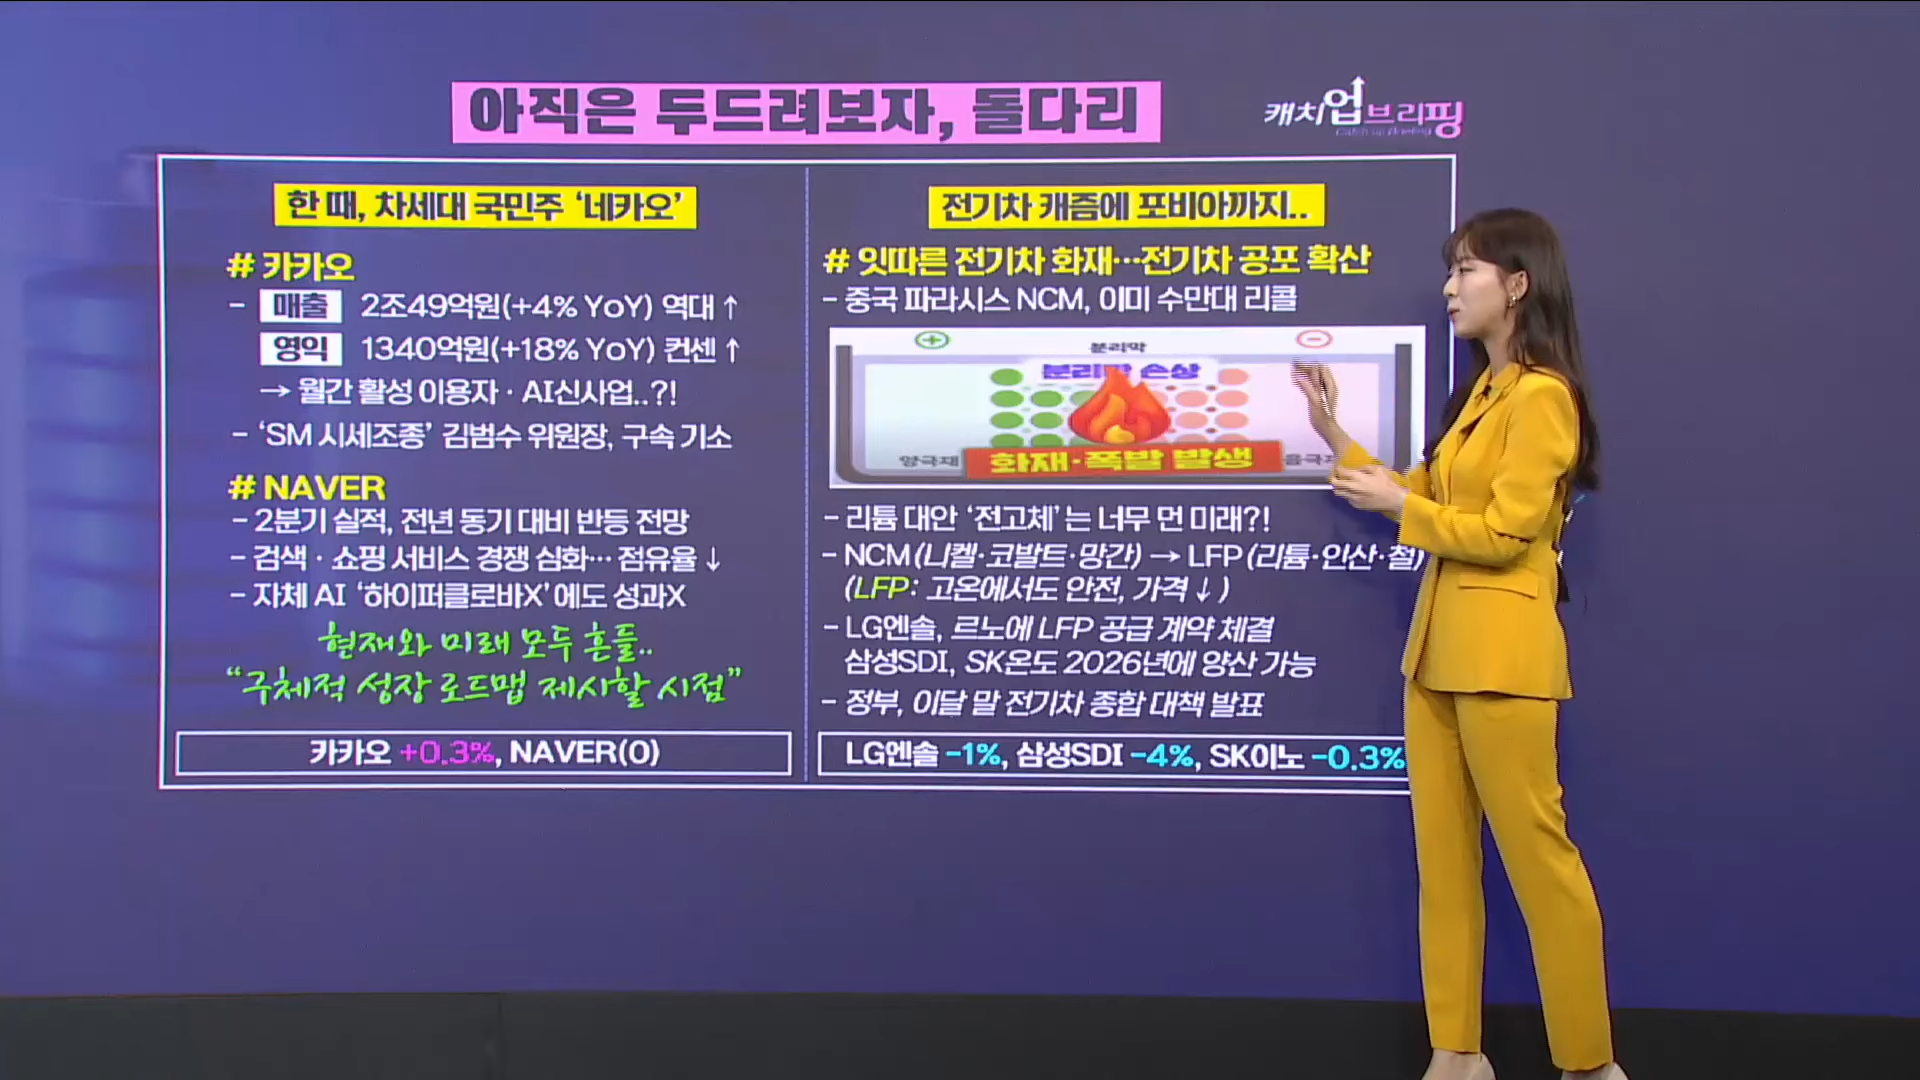 아직은 두드려보자, 돌다리
캐치업브리핑
Catch up Briefing
한 때, 차세대 국민주 ‘네카오’
# 카카오
- 매출 2조49억원(+4% YoY) 역대 ↑
영익 1340억원(+18% YoY) 컨센 ↑
→ 월간 활성 이용자 · AI신사업..?!
- ‘SM 시세조종’ 김범수 위원장, 구속 기소
# NAVER
- 2분기 실적, 전년 동기 대비 반등 전망
- 검색 · 쇼핑 서비스 경쟁 심화… 점유율 ↓
- 자체 AI ‘하이퍼클로바X’에도 성과X
현재와 미래 모두 흔들..
“구체적 성장 로드맵 제시할 시점”
카카오 +0.3%, NAVER(0)
전기차 캐즘에 포비아까지..
# 잇따른 전기차 화재…전기차 공포 확산
- 중국 파라시스 NCM, 이미 수만대 리콜
분리막
분리막 손상
양극재
화재·폭발 발생
음극재
- 리튬 대안 ‘전고체’는 너무 먼 미래?!
- NCM(니켈·코발트·망간) → LFP(리튬·인산·철)
(LFP: 고온에서도 안전, 가격↓)
- LG엔솔, 르노에 LFP 공급 계약 체결
삼성SDI, SK온도 2026년에 양산 가능
- 정부, 이달 말 전기차 종합 대책 발표
LG엔솔 -1%, 삼성SDI -4%, SK이노 -0.3%